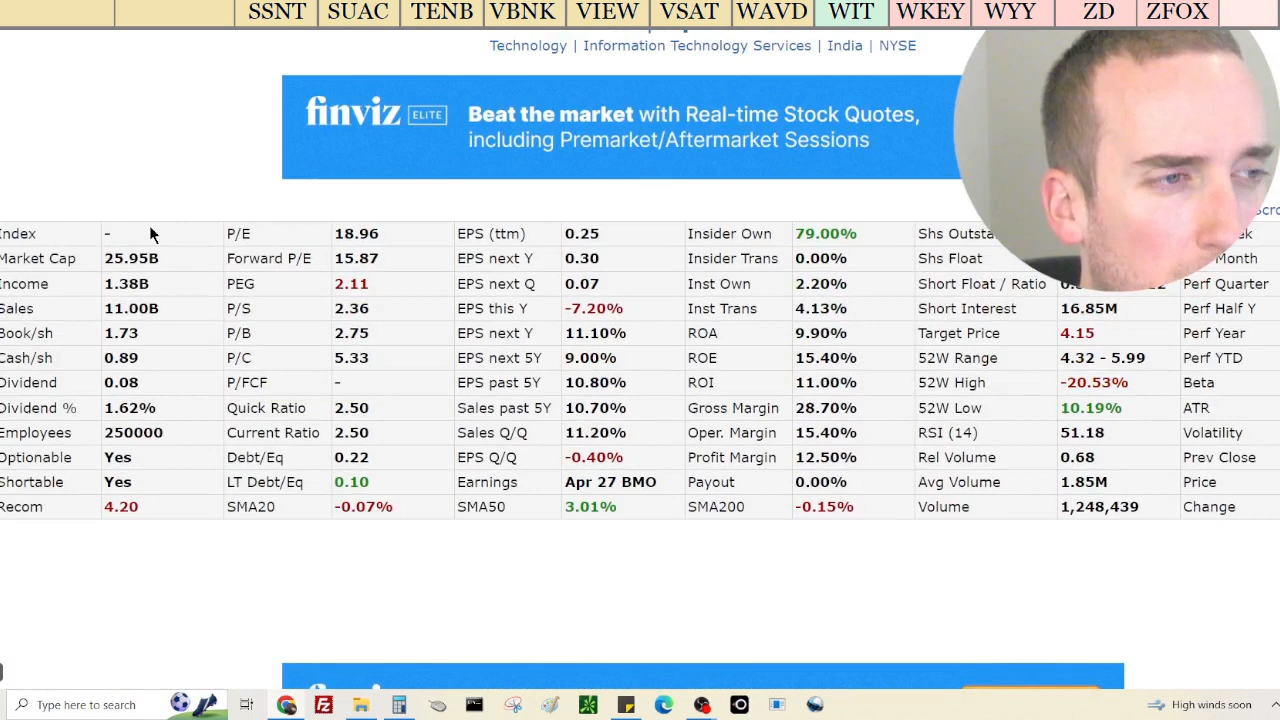 SSNT SUAC TENB VBNK VIEW VSAT WAVD WIT WKEY WYY ZD ZFOX
Technology | Information Technology Services | India | NYSE
finviz ELITE Beat the market with Real-time Stock Quotes,
including Premarket/Aftermarket Sessions
Index - P/E 18.96 EPS (ttm) 0.25 Insider Own 79.00% Shs
Market Cap 25.95B Forward P/E 15.87 EPS next Y 0.30 Insider Trans 0.00% Shs Float Month
Income 1.38B PEG 2.11 EPS next Q 0.07 Inst Own 2.20% Short Float / Ratio Perf Quarter
Sales 11.00B P/S 2.36 EPS this Y -7.20% Inst Trans 4.13% Short Interest 16.85M Perf Half Y
Book/sh 1.73 P/B 2.75 EPS next Y 11.10% ROA 9.90% Target Price 4.15 Perf Year
Cash/sh 0.89 P/C 5.33 EPS next 5Y 9.00% ROE 15.40% 52W Range 4.32 - 5.99 Perf YTD
Dividend 0.08 P/FCF - EPS past 5Y 10.80% ROI 11.00% 52W High -20.53% Beta
Dividend % 1.62% Quick Ratio 2.50 Sales past 5Y 10.70% Gross Margin 28.70% 52W Low 10.19% ATR
Employees 250000 Current Ratio 2.50 Sales Q/Q 11.20% Oper. Margin 15.40% RSI (14) 51.18 Volatility
Optionable Yes Debt/Eq 0.22 EPS Q/Q -0.40% Profit Margin 12.50% Rel Volume 0.68 Prev Close
Shortable Yes LT Debt/Eq 0.10 Earnings Apr 27 BMO Payout 0.00% Avg Volume 1.85M Price
Recom 4.20 SMA20 -0.07% SMA50 3.01% SMA200 -0.15% Volume 1,248,439 Change
Type here to search High winds soon